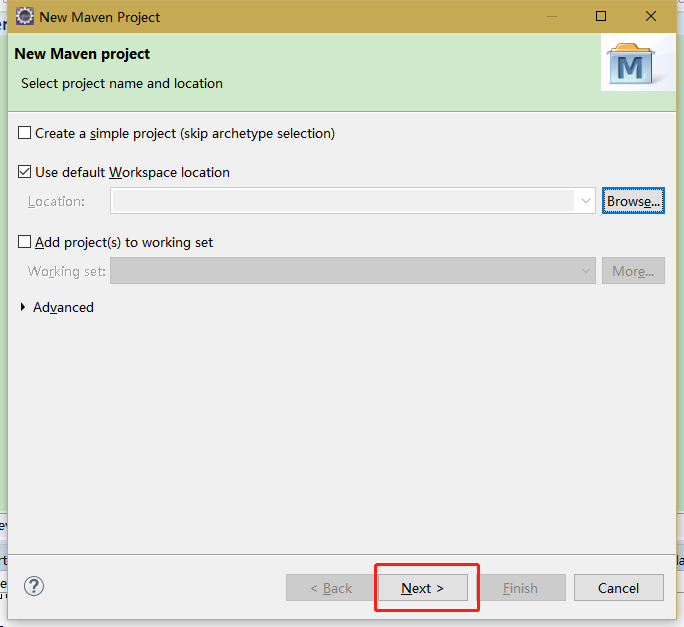 New Maven Project
New Maven project
Select project name and location
M
Create a simple project (skip archetype selection)
Use default Workspace location
Location:
Browse...
Add project(s) to working set
Working set:
More...
Advanced
?
< Back
Next >
Finish
Cancel